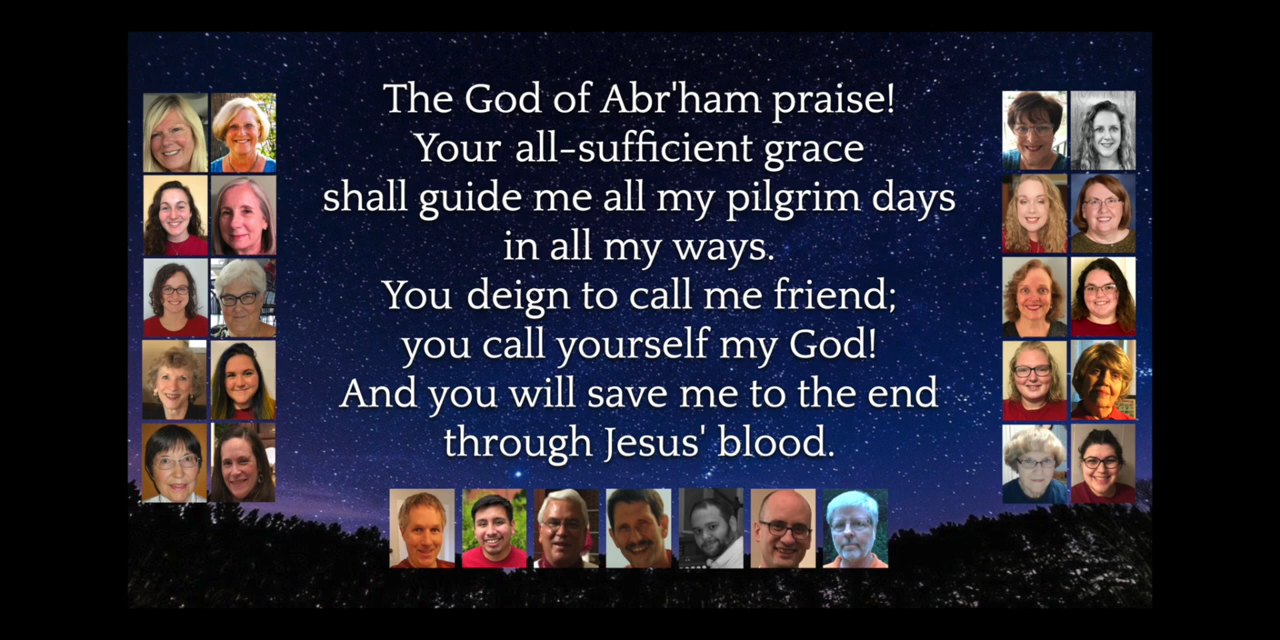 The God of Abr'ham praise!
Your all-sufficient grace
shall guide me all my pilgrim days
in all my ways.
You deign to call me friend;
you call yourself my God!
And you will save me to the end
through Jesus' blood.